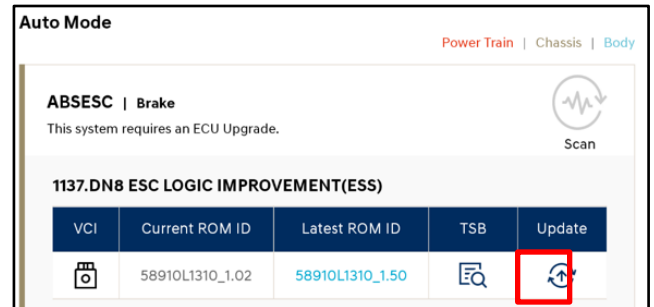 Auto Mode
Power Train | Chassis | Body
ABSESC | Brake
This system requires an ECU Upgrade.
Scan
1137.DN8 ESC LOGIC IMPROVEMENT(ESS)
VCI Current ROM ID Latest ROM ID TSB Update
58910L1310_1.02 58910L1310_1.50